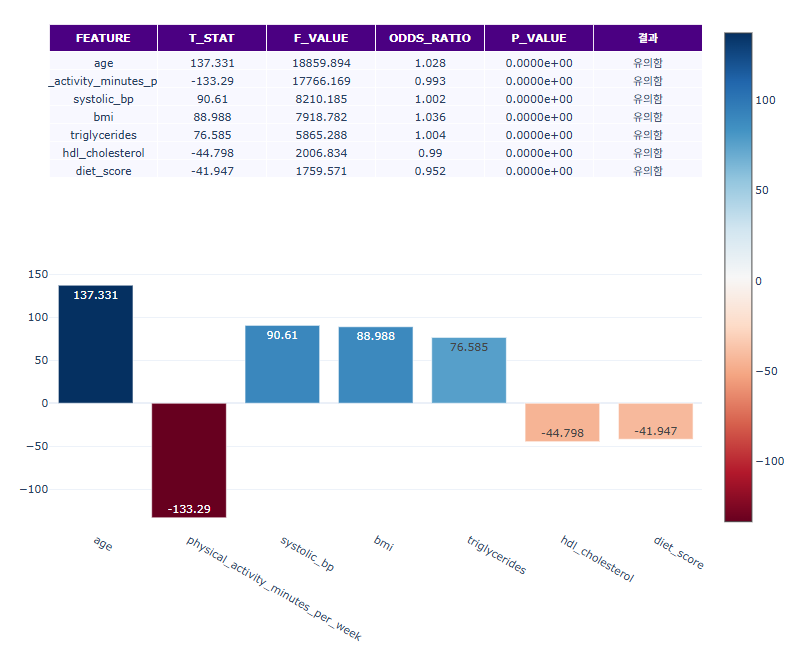 FEATURE T_STAT F_VALUE ODDS_RATIO P_VALUE 결과
age 137.331 18859.894 1.028 0.0000e+00 유의함
_activity_minutes_p -133.29 17766.169 0.993 0.0000e+00 유의함
systolic_bp 90.61 8210.185 1.002 0.0000e+00 유의함
bmi 88.988 7918.782 1.036 0.0000e+00 유의함
triglycerides 76.585 5865.288 1.004 0.0000e+00 유의함
hdl_cholesterol -44.798 2006.834 0.99 0.0000e+00 유의함
diet_score -41.947 1759.571 0.952 0.0000e+00 유의함
100
50
0
−50
−100
150
100
50
0
−50
−100
137.331
-133.29
90.61
88.988
76.585
-44.798
-41.947
age
physical_activity_minutes_per_week
systolic_bp
bmi
triglycerides
hdl_cholesterol
diet_score